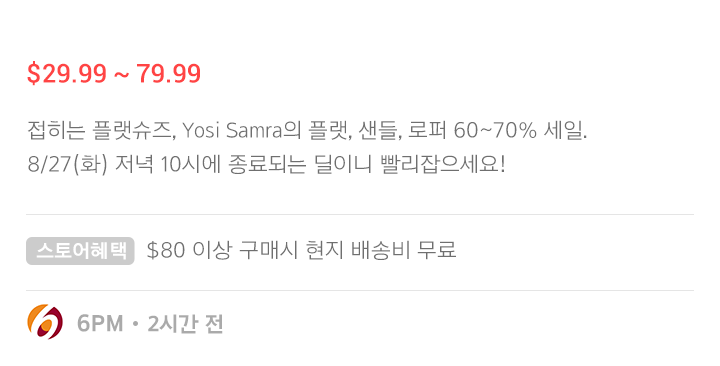 $29.99 ~ 79.99
접히는 플랫슈즈, Yosi Samra의 플랫, 샌들, 로퍼 60~70% 세일.
8/27(화) 저녁 10시에 종료되는 딜이니 빨리잡으세요!
스토어혜택 $80 이상 구매시 현지 배송비 무료
6PM • 2시간 전